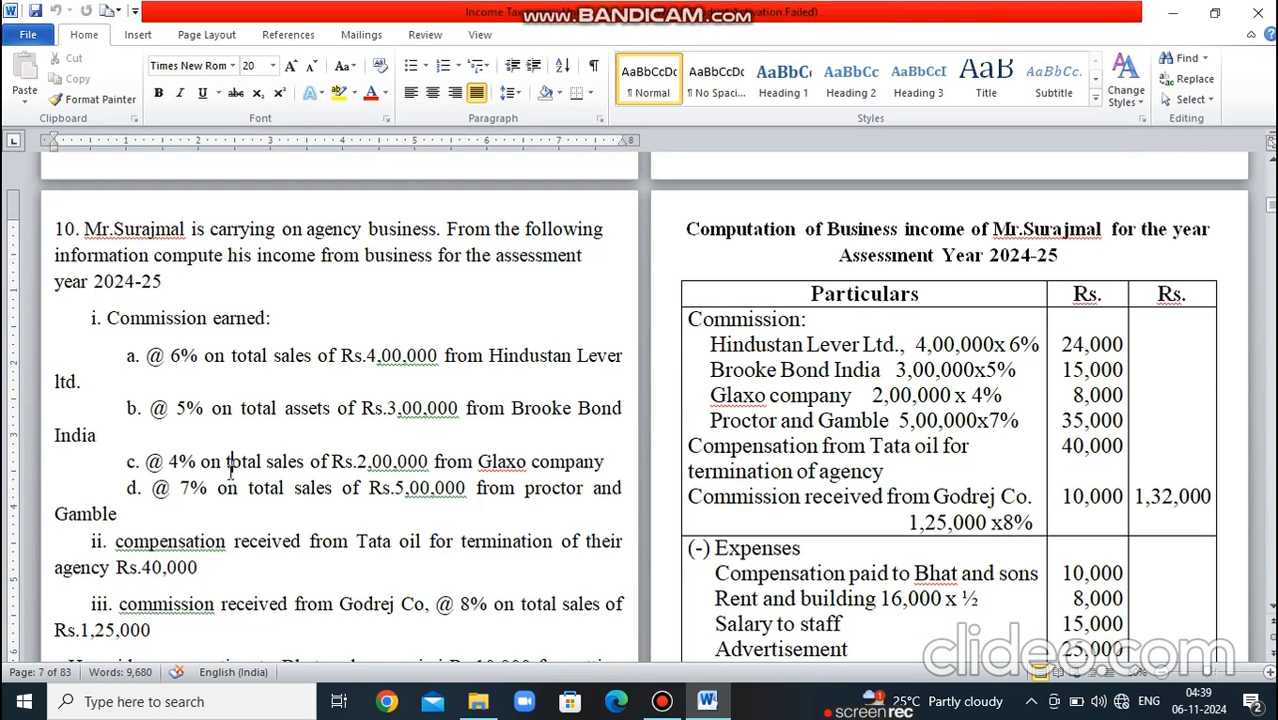 Income Tax
Activation Failed)
www.BANDICAM.com
File
Home
Insert
Page Layout
References
Mailings
Review
View
Cut
Copy
Format Painter
Paste
Clipboard
Times New Rom
20
Font
Paragraph
AaBbCcDc
¶ Normal
AaBbCcDc
¶ No Spaci...
AaBbC
Heading 1
AaBbCc
Heading 2
AaBbCcI
Heading 3
AaB
Title
AaBbCc.
Subtitle
Change
Styles
Styles
Find
Replace
Select
Editing
10. Mr.Surajmal is carrying on agency business. From the following
information compute his income from business for the assessment
year 2024-25
i. Commission earned:
a. @ 6% on total sales of Rs.4,00,000 from Hindustan Lever
ltd.
b. @ 5% on total assets of Rs.3,00,000 from Brooke Bond
India
c. @ 4% on total sales of Rs.2,00,000 from Glaxo company
d. @ 7% on total sales of Rs.5,00,000 from proctor and
Gamble
ii. compensation received from Tata oil for termination of their
agency Rs.40,000
iii. commission received from Godrej Co, @ 8% on total sales of
Rs.1,25,000
Computation of Business income of Mr.Surajmal for the year
Assessment Year 2024-25
Particulars Rs. Rs.
Commission:
Hindustan Lever Ltd., 4,00,000x 6% 24,000
Brooke Bond India 3,00,000x5% 15,000
Glaxo company 2,00,000 x 4% 8,000
Proctor and Gamble 5,00,000x7% 35,000
Compensation from Tata oil for 40,000
termination of agency
Commission received from Godrej Co. 10,000 1,32,000
1,25,000 x8%
(-) Expenses
Compensation paid to Bhat and sons 10,000
Rent and building 16,000 x ½ 8,000
Salary to staff 15,000
Advertisement 25,000
clideo.com
Page: 7 of 83
Words: 9,680
English (India)
Type here to search
25°C Partly cloudy
ENG
04:39
06-11-2024
2
screenrec